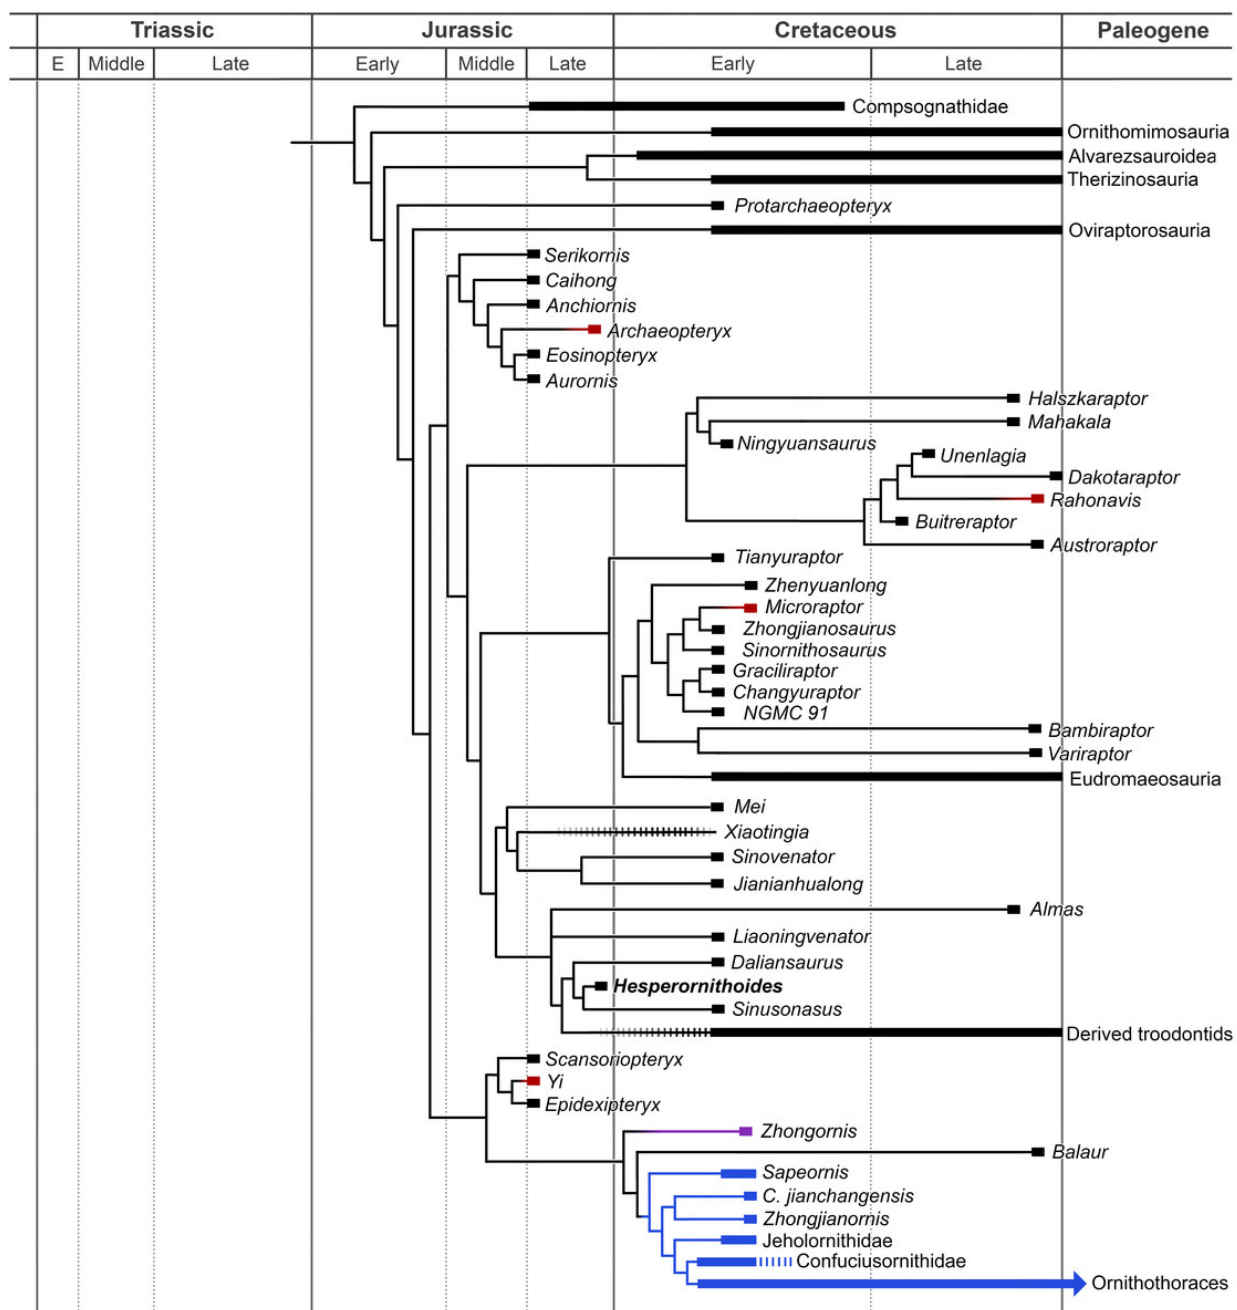 Triassic Jurassic Cretaceous Paleogene
E Middle Late Early Middle Late Early Late
Compsognathidae
Ornithomimosauria
Alvarezsauroidea
Therizinosauria
Protarchaeopteryx
Oviraptorosauria
Serikornis
Caihong
Anchiornis
Archaeopteryx
Eosinopteryx
Aurornis
Halszkaraptor
Mahakala
Ningyuansaurus
Unenlagia
Dakotaraptor
Rahonavis
Buitreraptor
Austroraptor
Tianyuraptor
Zhenyuanlong
Microraptor
Zhongjianosaurus
Sinornithosaurus
Graciliraptor
Changyuraptor
NGMC 91
Bambiraptor
Variraptor
Eudromaeosauria
Mei
Xiaotingia
Sinovenator
Jianianhualong
Almas
Liaoningvenator
Daliansaurus
Hesperornithoides
Sinusonasus
Derived troodontids
Scansoriopteryx
Yi
Epidexipteryx
Zhongornis
Balaur
Sapeornis
C. jianchangensis
Zhongjianornis
Jeholornithidae
Confuciusornithidae
Ornithothoraces